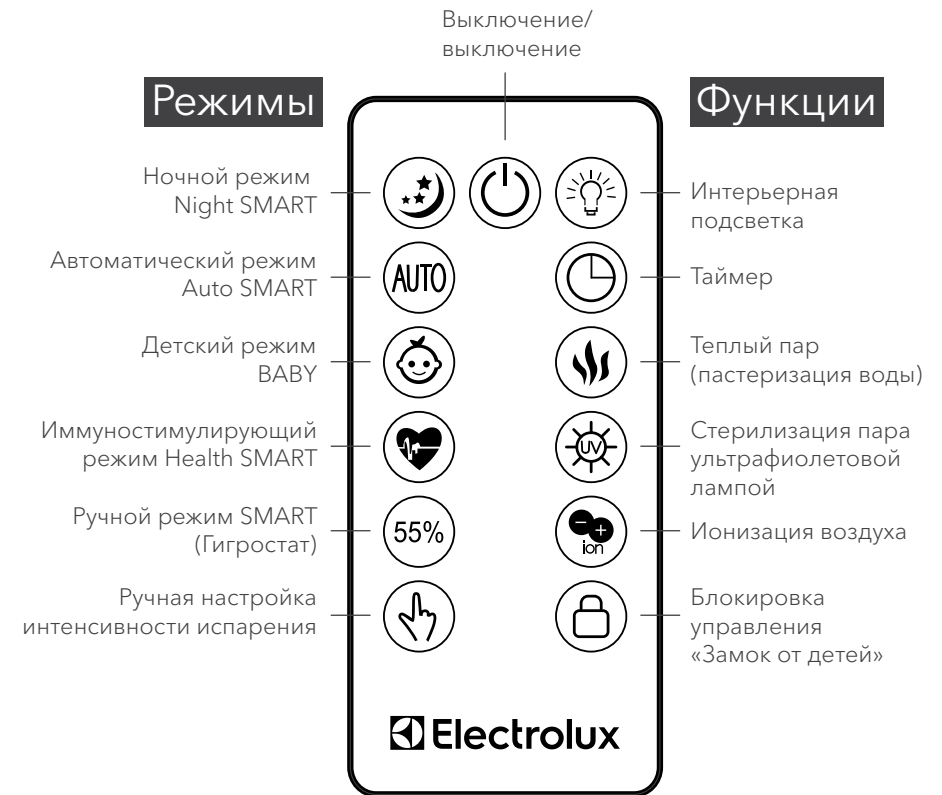 Выключение/
выключение
Режимы
Функции
Ночной режим
Night SMART
Интерьерная
подсветка
Автоматический режим
Auto SMART
AUTO
Таймер
Детский режим
BABY
Теплый пар
(пастеризация воды)
Иммуностимулирующий
режим Health SMART
UV
Стерилизация пара
ультрафиолетовой
лампой
Ручной режим SMART
(Гигростат)
55%
ion
Ионизация воздуха
Ручная настройка
интенсивности испарения
Блокировка
управления
«Замок от детей»
Electrolux